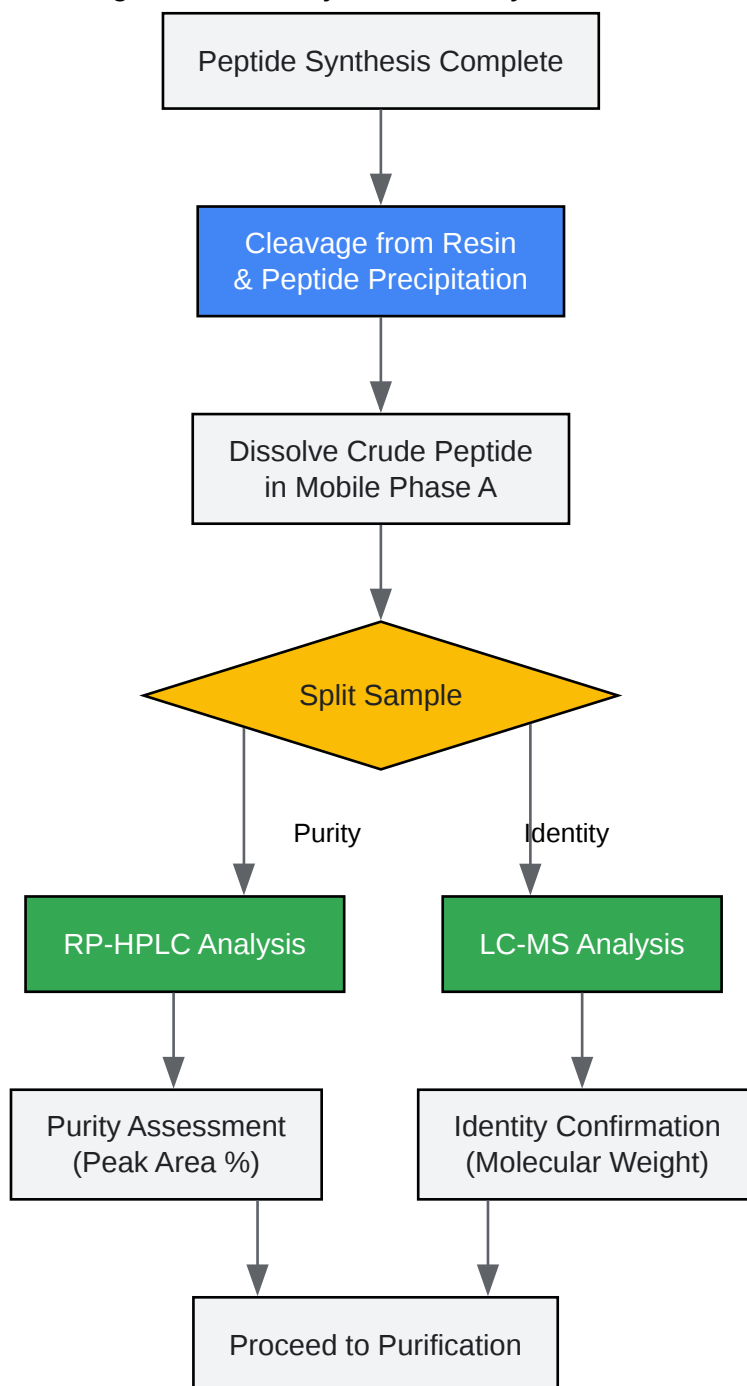 Peptide Synthesis Complete
Cleavage from Resin
& Peptide Precipitation
Dissolve Crude Peptide
in Mobile Phase A
Split Sample
Purity
Identity
RP-HPLC Analysis
LC-MS Analysis
Purity Assessment
(Peak Area %)
Identity Confirmation
(Molecular Weight)
Proceed to Purification